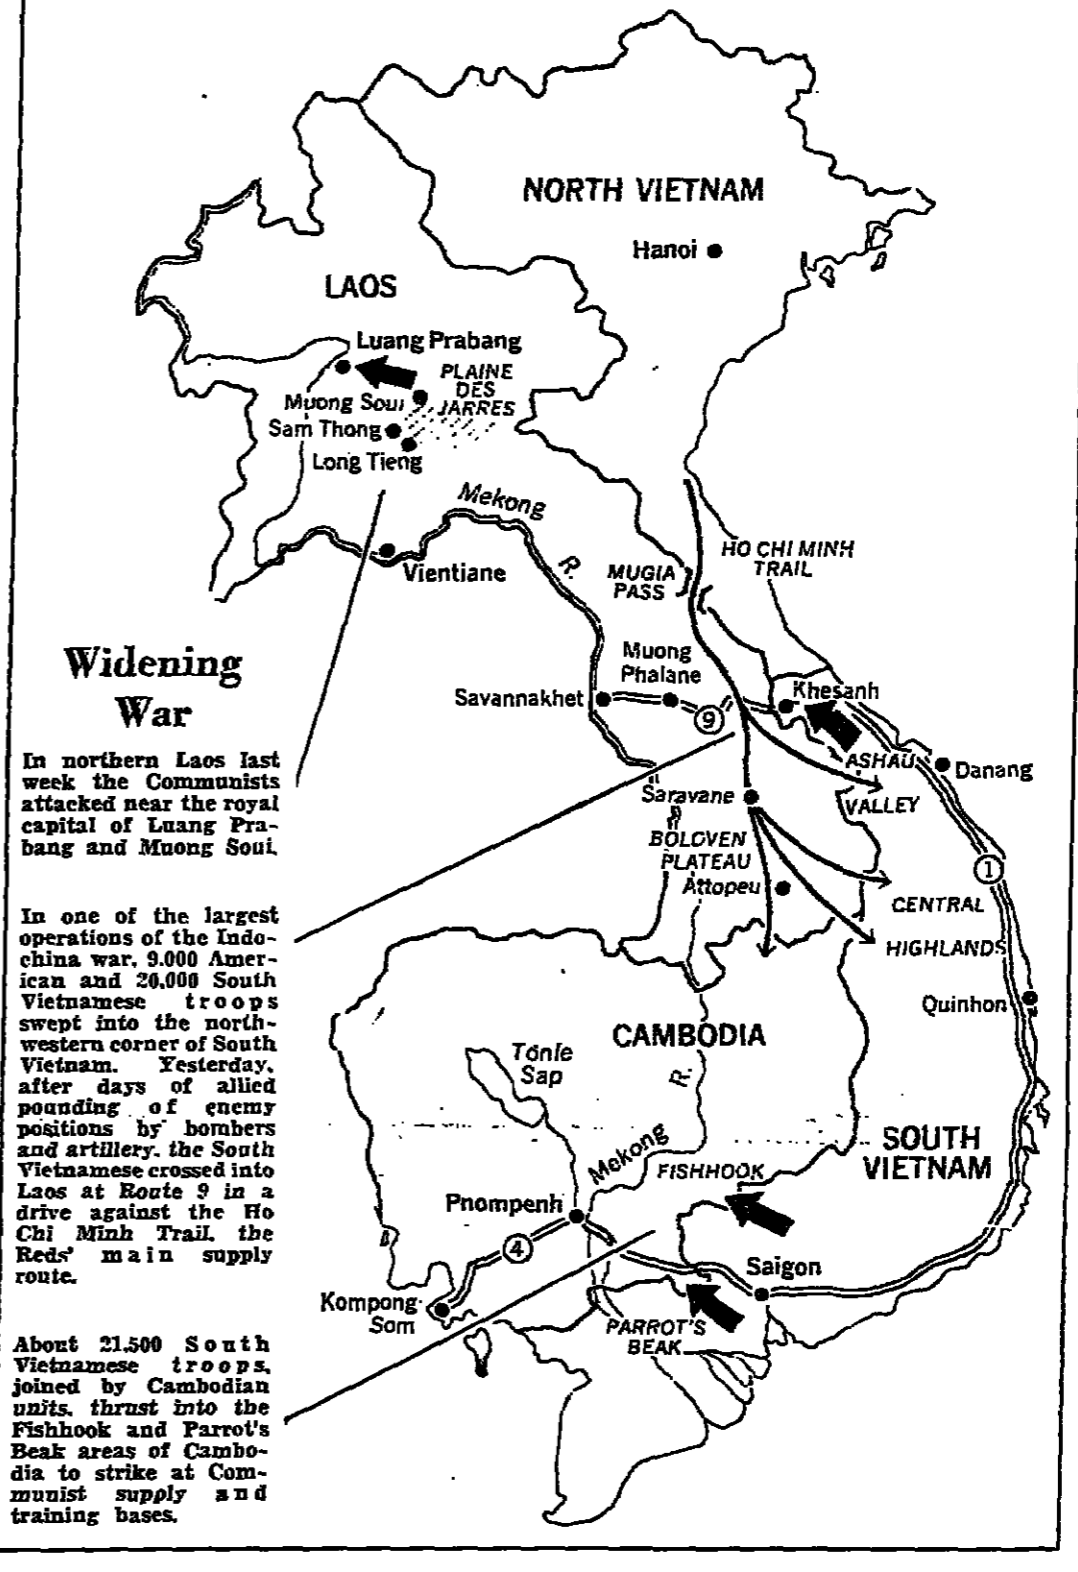 NORTH VIETNAM
Hanoi
LAOS
Luang Prabang
PLAINE
DES
JARRES
Muong Soui
Sam Thong
Long Tieng
Mekong
R.
Vientiane
HO CHI MINH
TRAIL
MUGIA
PASS
Muong
Phalane
Savannakhet
9
Khesanh
ASHAU
VALLEY
Danang
Saravane
BOLOVEN
PLATEAU
Attopeu
1
CENTRAL
HIGHLANDS
Quinhon
CAMBODIA
Tonle
Sap
R.
Mekong
FISHHOOK
SOUTH
VIETNAM
Pnompenh
4
Saigon
Kompong
Som
PARROT'S
BEAK
Widening
War
In northern Laos last
week the Communists
attacked near the royal
capital of Luang Pra-
bang and Muong Soui.
In one of the largest
operations of the Indo-
china war, 9,000 Amer-
ican and 20,000 South
Vietnamese troops
swept into the north-
western corner of South
Vietnam. Yesterday,
after days of allied
pounding of enemy
positions by bombers
and artillery, the South
Vietnamese crossed into
Laos at Route 9 in a
drive against the Ho
Chi Minh Trail, the
Reds' main supply
route.
About 21,500 South
Vietnamese troops,
joined by Cambodian
units, thrust into the
Fishhook and Parrot's
Beak areas of Cambo-
dia to strike at Com-
munist supply and
training bases.